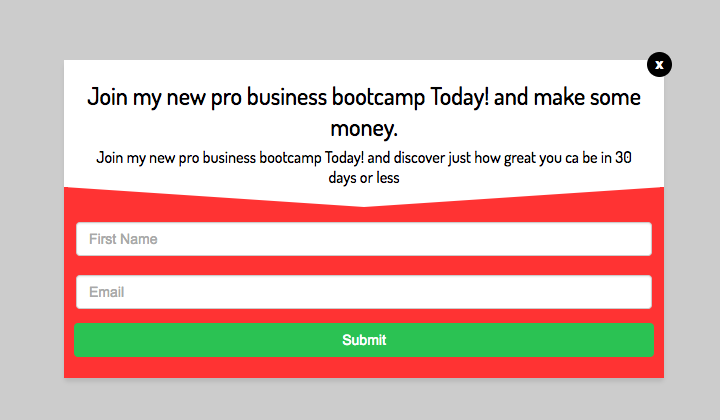 x
Join my new pro business bootcamp Today! and make some
money.
Join my new pro business bootcamp Today! and discover just how great you ca be in 30
days or less
First Name
Email
Submit